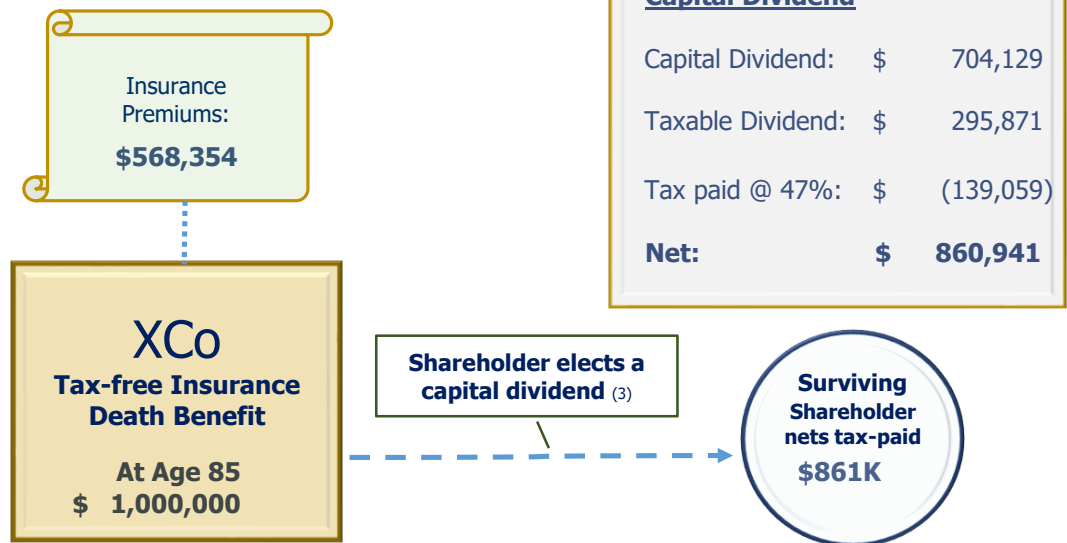 Capital Dividend
Capital Dividend: $ 704,129
Taxable Dividend: $ 295,871
Tax paid @ 47%: $ (139,059)
Net: $ 860,941
Insurance
Premiums:
$568,354
XCo
Tax-free Insurance
Death Benefit
At Age 85
$ 1,000,000
Shareholder elects a
capital dividend (3)
Surviving
Shareholder
nets tax-paid
$861K